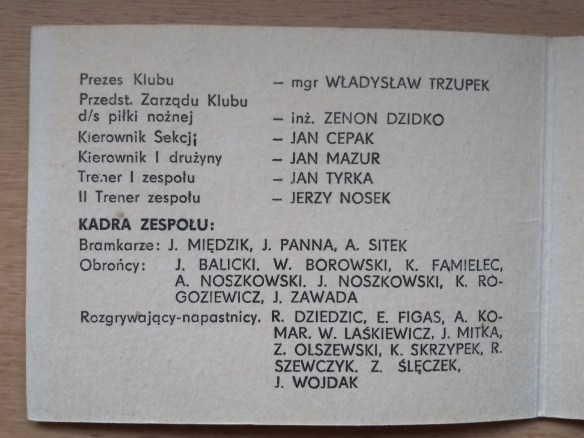 Prezes Klubu – mgr WŁADYSŁAW TRZUPEK
Przedst. Zarządu Klubu
d/s piłki nożnej – inż. ZENON DZIDKO
Kierownik Sekcji – JAN CEPAK
Kierownik I drużyny – JAN MAZUR
Trener I zespołu – JAN TYRKA
II Trener zespołu – JERZY NOSEK
KADRA ZESPOŁU:
Bramkarze: J. MIĘDZIK, J. PANNA, A. SITEK
Obrońcy: J. BALICKI. W. BOROWSKI, K. FAMIELEC,
A. NOSZKOWSKI. J. NOSZKOWSKI, K. RO-
GOZIEWICZ, J. ZAWADA
Rozgrywający-napastnicy. R. DZIEDZIC, E. FIGAS, A. KO-
MAR. W. LAŚKIEWICZ, J. MITKA,
Z. OLSZEWSKI, K. SKRZYPEK, R.
SZEWCZYK. Z. ŚLĘCZEK,
J. WOJDAK